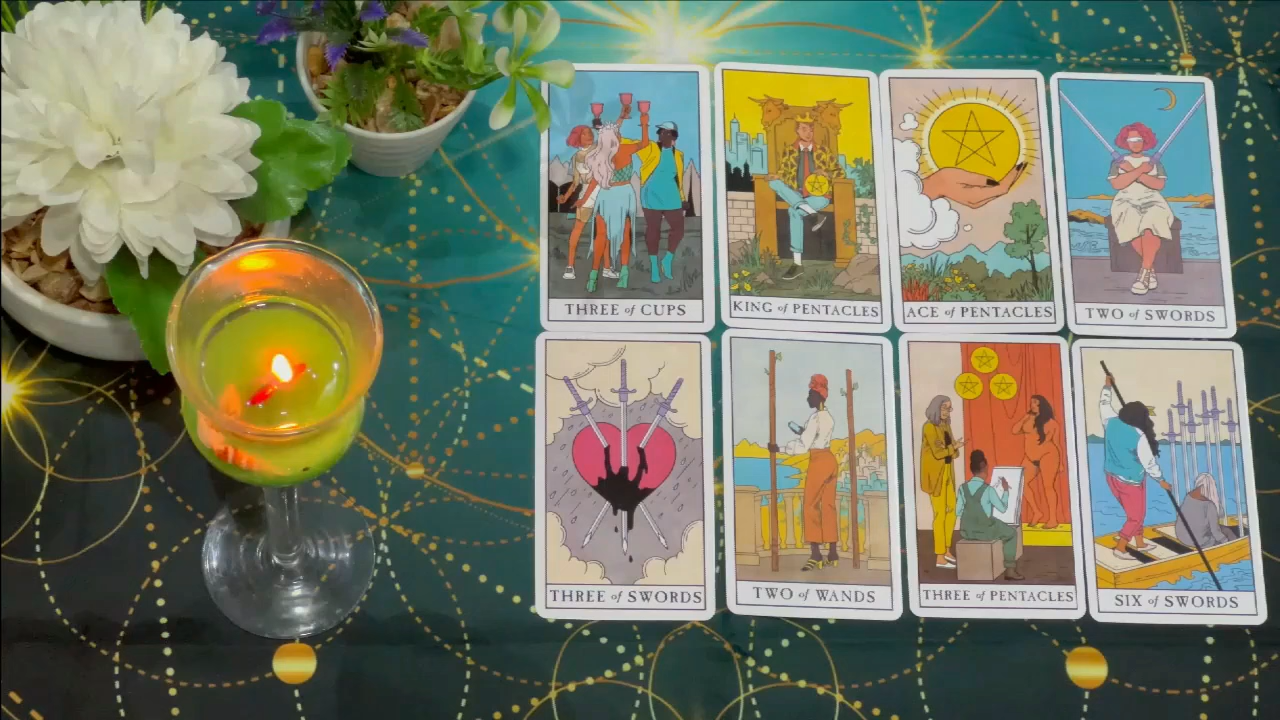 THREE of CUPS
KING of PENTACLES
ACE of PENTACLES
TWO of SWORDS
THREE of SWORDS
TWO of WANDS
THREE of PENTACLES
SIX of SWORDS